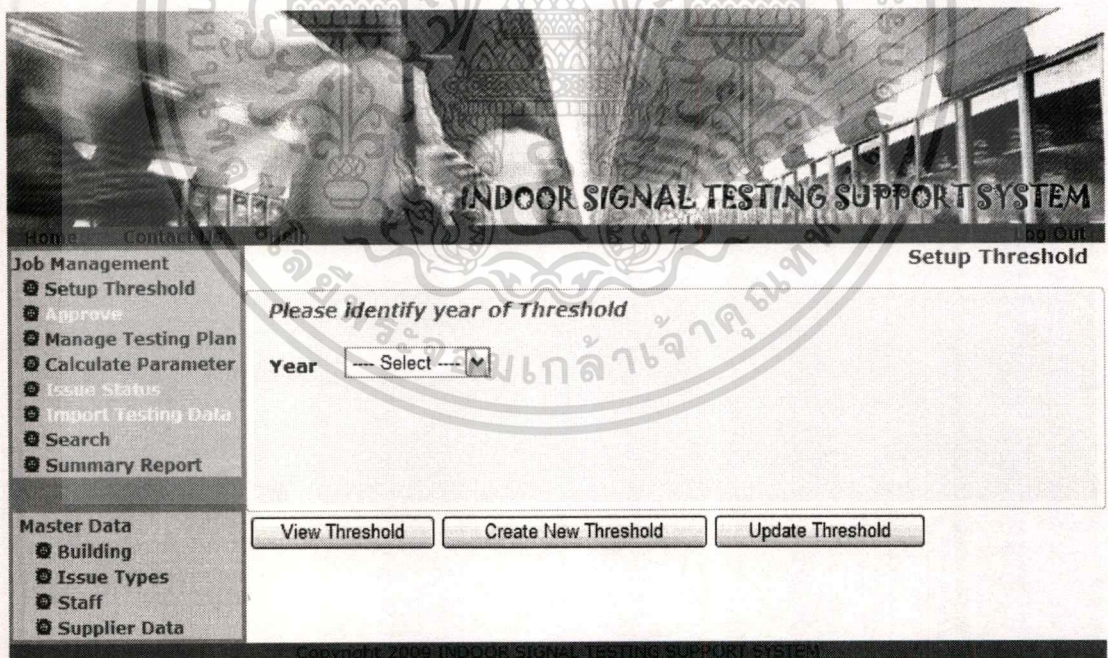 INDOOR SIGNAL TESTING SUPPORT SYSTEM
Home Contact Us Help Log Out
Setup Threshold
Job Management
Setup Threshold
Approve
Manage Testing Plan
Calculate Parameter
Issue Status
Import Testing Data
Search
Summary Report
Master Data
Building
Issue Types
Staff
Supplier Data
Please identify year of Threshold
Year ---- Select ----
View Threshold Create New Threshold Update Threshold
Copyright 2009 INDOOR SIGNAL TESTING SUPPORT SYSTEM